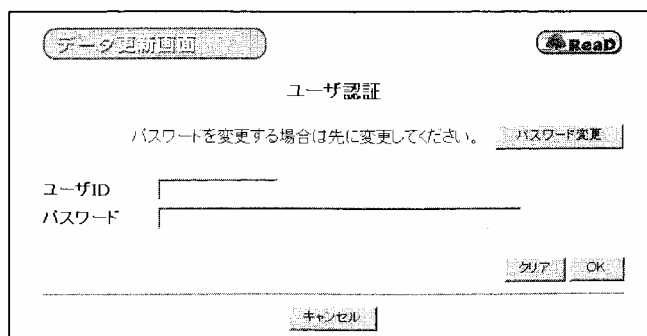 データ更新画面
ReaD
ユーザ認証
パスワードを変更する場合は先に変更してください。 パスワード変更
ユーザID
パスワード
クリア OK
キャンセル